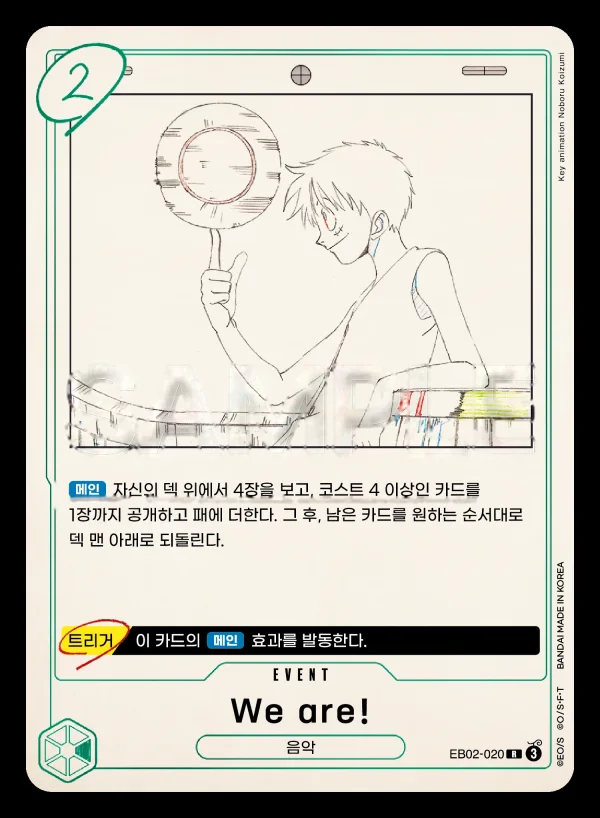 2
Key animation Noboru Koizumi
SAMPLE
메인 자신의 덱 위에서 4장을 보고, 코스트 4 이상인 카드를
1장까지 공개하고 패에 더한다. 그 후, 남은 카드를 원하는 순서대로
덱 맨 아래로 되돌린다.
트리거 이 카드의 메인 효과를 발동한다.
EVENT
We are!
음악
EB02-020 R 3
BANDAI MADE IN KOREA
©EO/S ©O/S・F・T